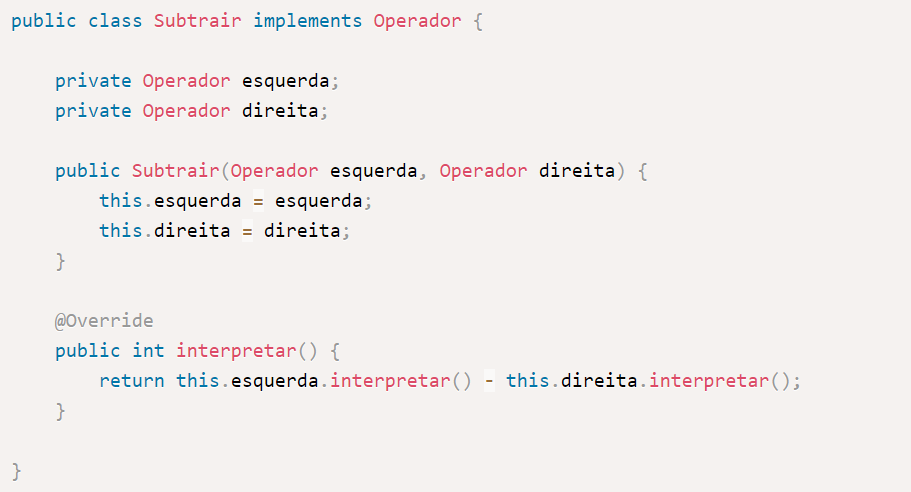 public class Subtrair implements Operador {
    private Operador esquerda;
    private Operador direita;
    public Subtrair(Operador esquerda, Operador direita) {
        this.esquerda = esquerda;
        this.direita = direita;
    }
    @Override
    public int interpretar() {
        return this.esquerda.interpretar() - this.direita.interpretar();
    }
}